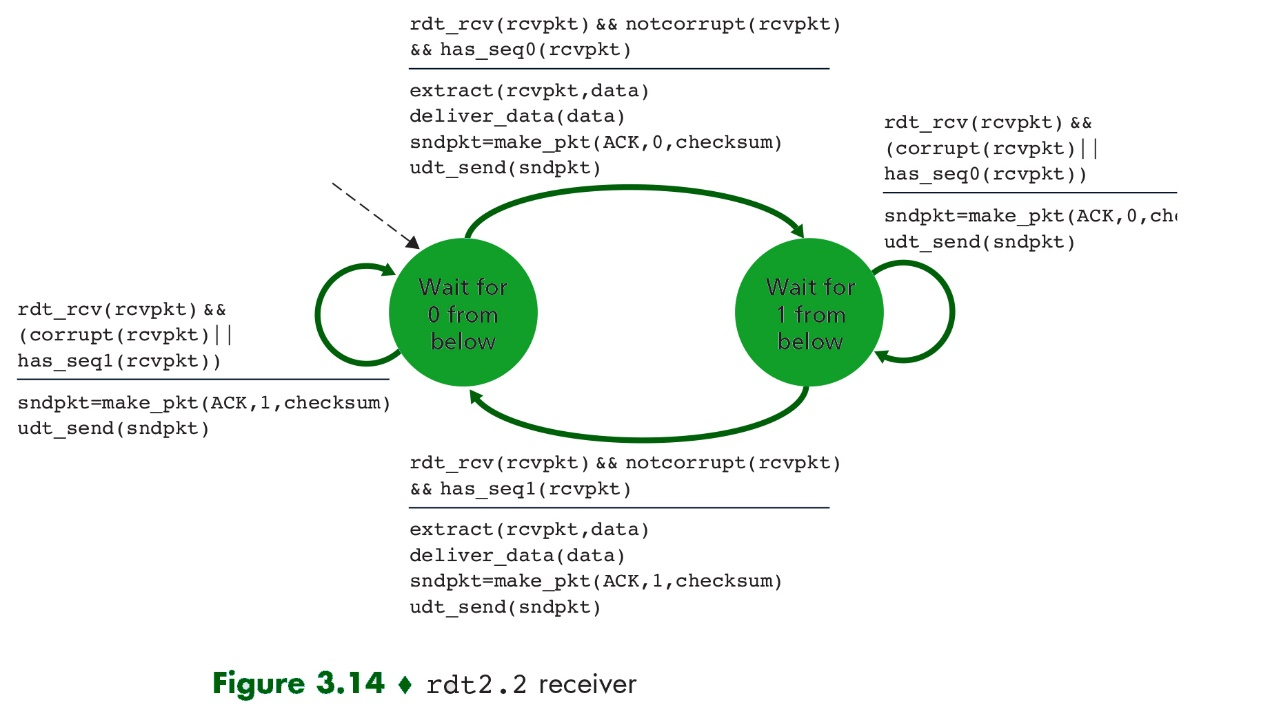 rdt_rcv(rcvpkt) && notcorrupt(rcvpkt)
&& has_seq0(rcvpkt)
extract(rcvpkt,data)
deliver_data(data)
sndpkt=make_pkt(ACK,0,checksum)
udt_send(sndpkt)
rdt_rcv(rcvpkt) &&
(corrupt(rcvpkt)||
has_seq0(rcvpkt))
sndpkt=make_pkt(ACK,0,ch
udt_send(sndpkt)
Wait for
0 from
below
Wait for
1 from
below
rdt_rcv(rcvpkt) &&
(corrupt(rcvpkt)||
has_seq1(rcvpkt))
sndpkt=make_pkt(ACK,1,checksum)
udt_send(sndpkt)
rdt_rcv(rcvpkt) && notcorrupt(rcvpkt)
&& has_seq1(rcvpkt)
extract(rcvpkt,data)
deliver_data(data)
sndpkt=make_pkt(ACK,1,checksum)
udt_send(sndpkt)
Figure 3.14 ♦ rdt2.2 receiver